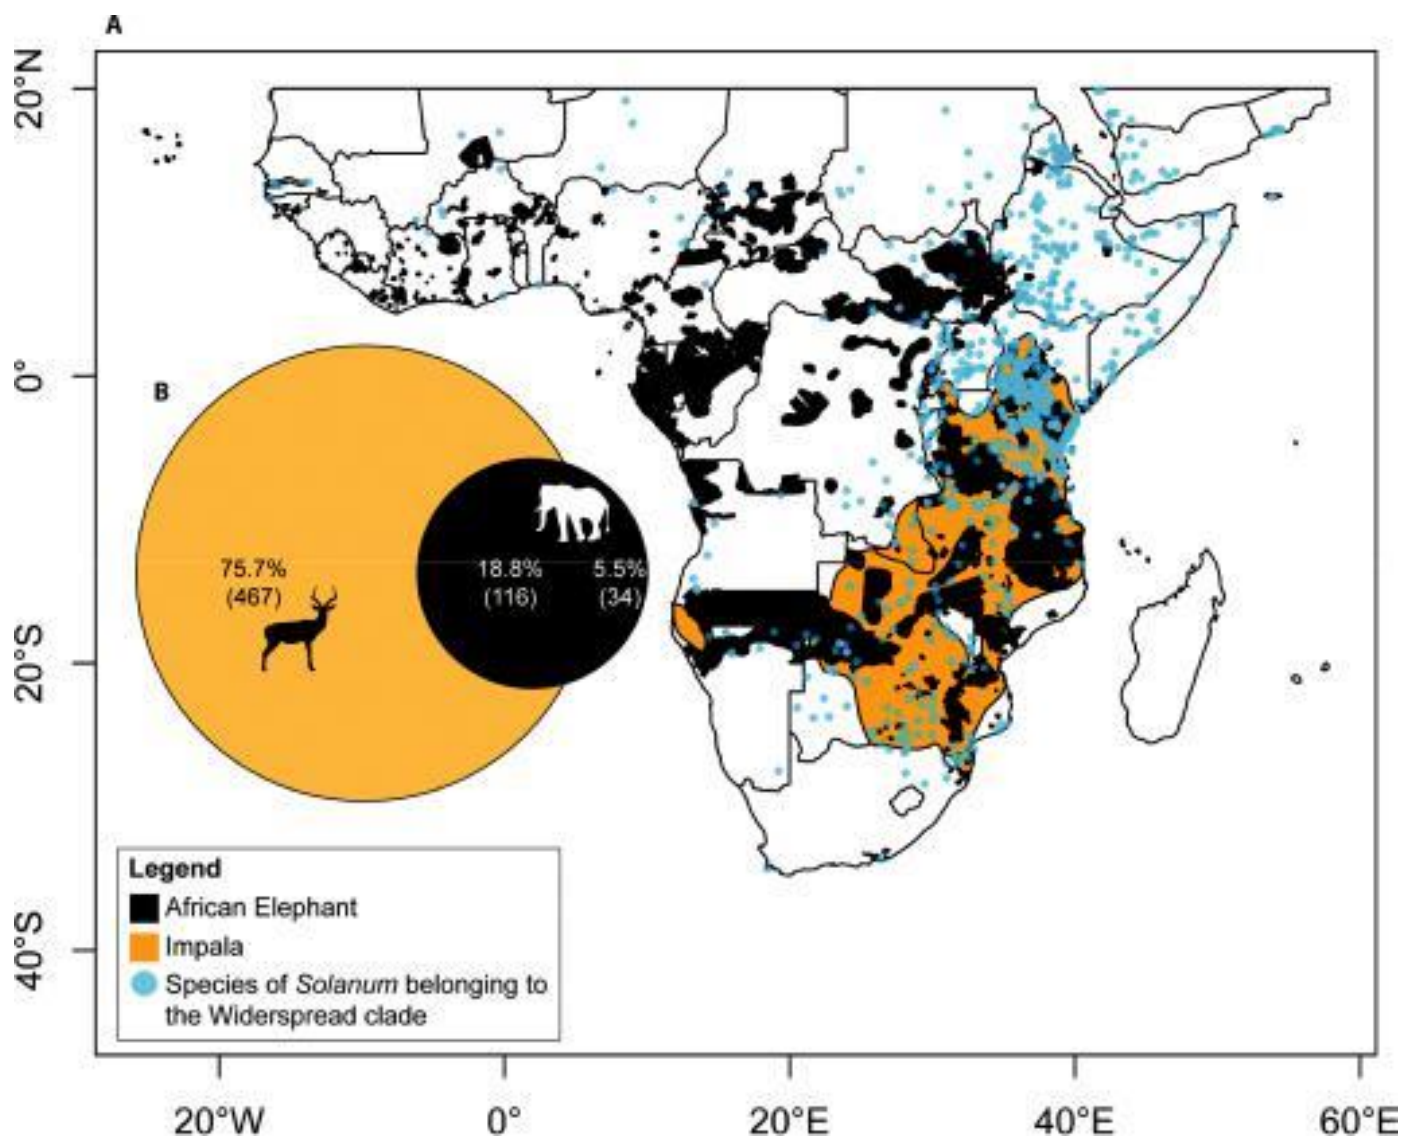 A
20°N
0°
20°S
40°S
B
75.7%
(467)
18.8%
(116)
5.5%
(34)
Legend
African Elephant
Impala
Species of Solanum belonging to
the Widerspread clade
20°W
0°
20°E
40°E
60°E